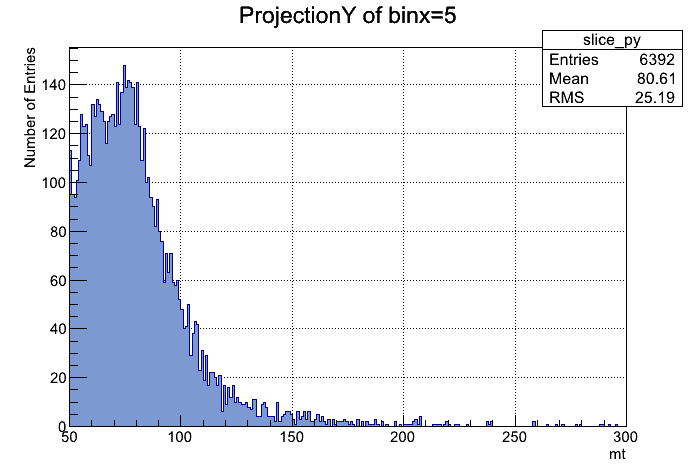 ProjectionY of binx=5
slice_py
Entries 6392
Mean 80.61
RMS 25.19
Number of Entries
140
120
100
80
60
40
20
0
50 100 150 200 250 300
mt